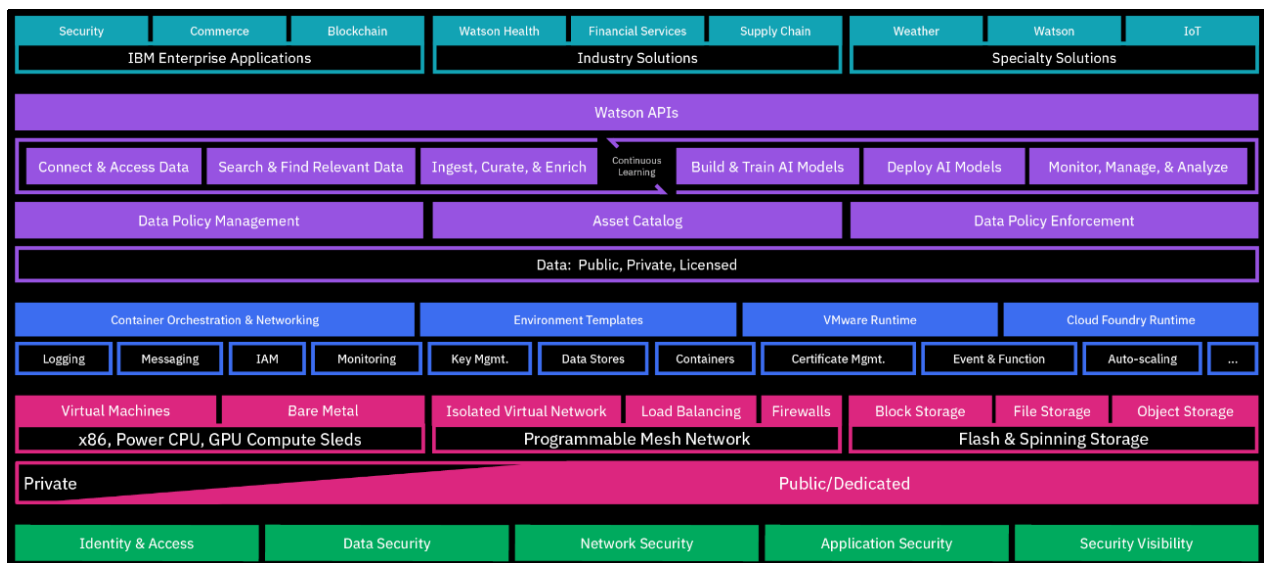 Security Commerce Blockchain Watson Health Financial Services Supply Chain Weather Watson IoT
IBM Enterprise Applications Industry Solutions Specialty Solutions
Watson APIs
Connect & Access Data Search & Find Relevant Data Ingest, Curate, & Enrich Continuous Learning Build & Train AI Models Deploy AI Models Monitor, Manage, & Analyze
Data Policy Management Asset Catalog Data Policy Enforcement
Data: Public, Private, Licensed
Container Orchestration & Networking Environment Templates VMware Runtime Cloud Foundry Runtime
Logging Messaging IAM Monitoring Key Mgmt. Data Stores Containers Certificate Mgmt. Event & Function Auto-scaling ...
Virtual Machines Bare Metal Isolated Virtual Network Load Balancing Firewalls Block Storage File Storage Object Storage
x86, Power CPU, GPU Compute Sleds Programmable Mesh Network Flash & Spinning Storage
Private Public/Dedicated
Identity & Access Data Security Network Security Application Security Security Visibility